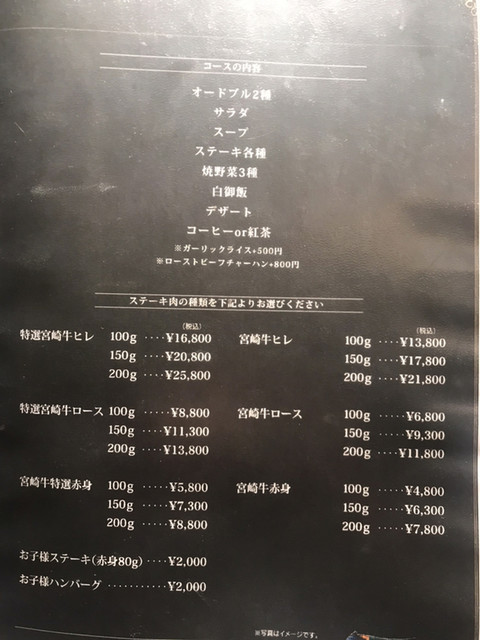 コースの内容
オードブル2種
サラダ
スープ
ステーキ各種
焼野菜3種
白御飯
デザート
コーヒーor紅茶
※ガーリックライス+500円
※ローストビーフチャーハン+800円
ステーキ肉の種類を下記よりお選びください
(税込)
特選宮崎牛ヒレ 100g ････¥16,800
150g ････¥20,800
200g ････¥25,800
特選宮崎牛ロース 100g ･････¥8,800
150g ････¥11,300
200g ････¥13,800
宮崎牛特選赤身 100g ･････¥5,800
150g ･････¥7,300
200g ･････¥8,800
お子様ステーキ(赤身80g) ････¥2,000
お子様ハンバーグ ･･･････････¥2,000
(税込)
宮崎牛ヒレ 100g ････¥13,800
150g ････¥17,800
200g ････¥21,800
宮崎牛ロース 100g ･････¥6,800
150g ･････¥9,300
200g ････¥11,800
宮崎牛赤身 100g ･････¥4,800
150g ･････¥6,300
200g ･････¥7,800
※写真はイメージです。